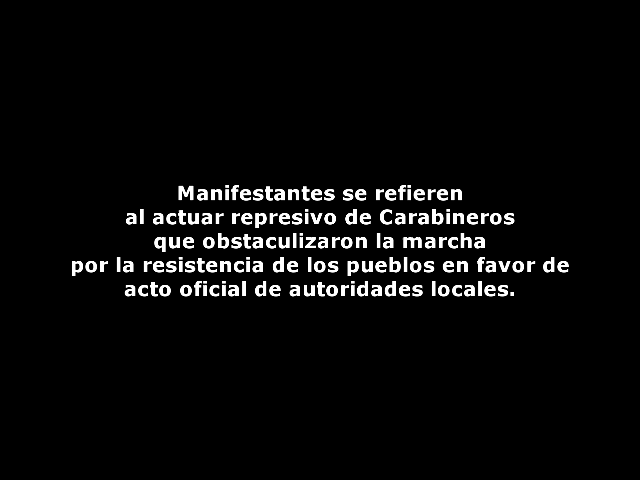 Manifestantes se refieren
al actuar represivo de Carabineros
que obstaculizaron la marcha
por la resistencia de los pueblos en favor de
acto oficial de autoridades locales.